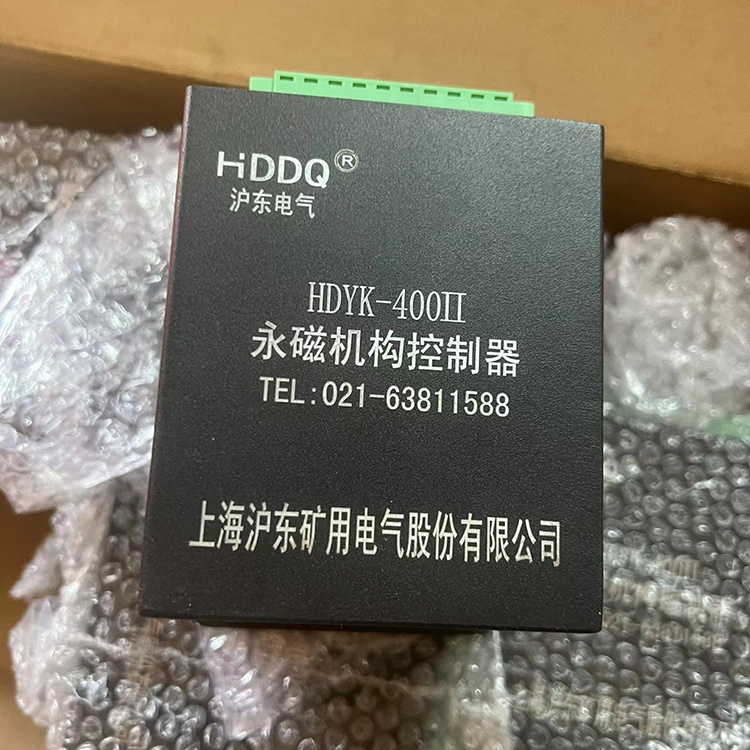 HDDQ®
沪东电气
HDYK-400Π
永磁机构控制器
TEL:021-63811588
上海沪东矿用电气股份有限公司